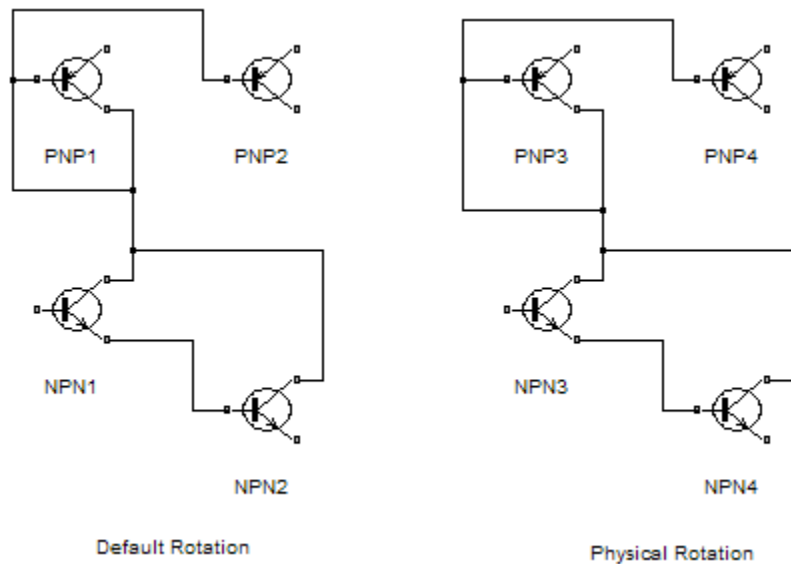 PNP1
PNP2
NPN1
NPN2
Default Rotation
PNP3
PNP4
NPN3
NPN4
Physical Rotation